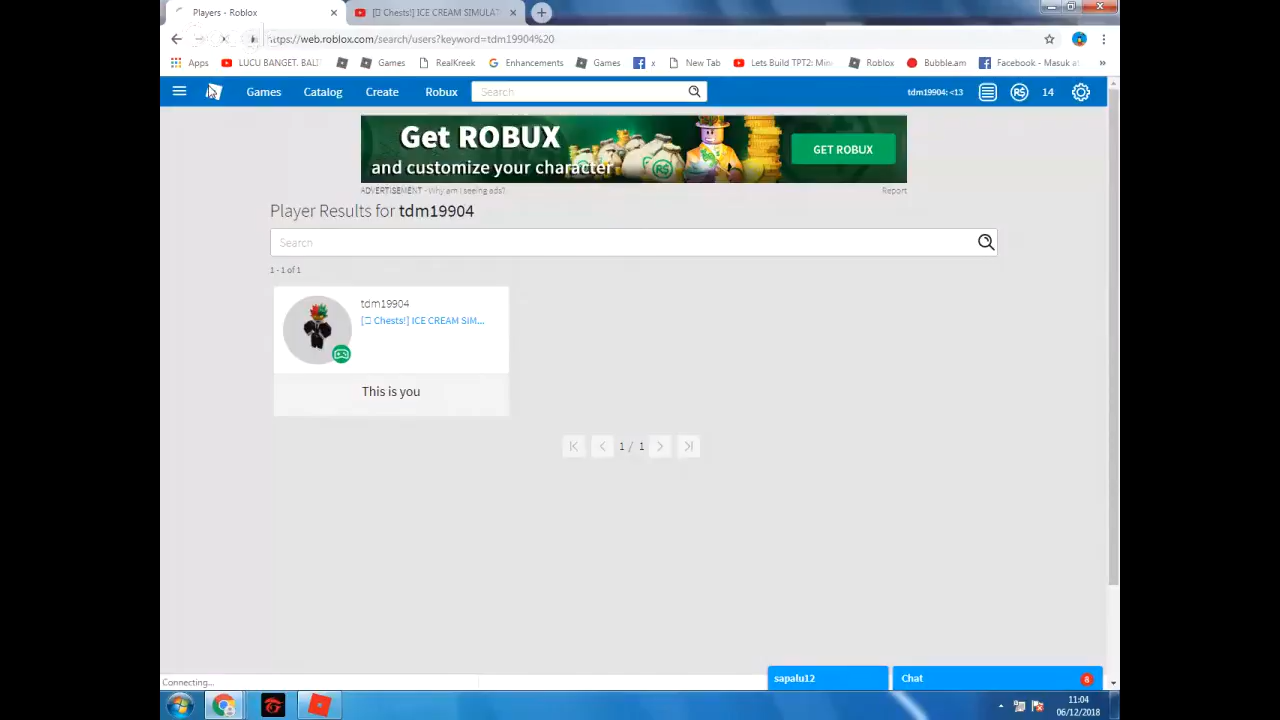 Players - Roblox
[▯ Chests!] ICE CREAM SIMULAT
https://web.roblox.com/search/users?keyword=tdm19904%20
Apps
LUCU BANGET. BALI
Games
RealKreek
Enhancements
Games
x
New Tab
Lets Build TPT2: Min
Roblox
Bubble.am
Facebook - Masuk at
»
Games
Catalog
Create
Robux
Search
tdm19904: <13
R$
14
Get ROBUX
and customize your character
GET ROBUX
ADVERTISEMENT - Why am I seeing ads?
Report
Player Results for tdm19904
Search
1 - 1 of 1
tdm19904
[▯ Chests!] ICE CREAM SIM...
This is you
1 / 1
Connecting...
sapalu12
Chat
8
11:04
06/12/2018